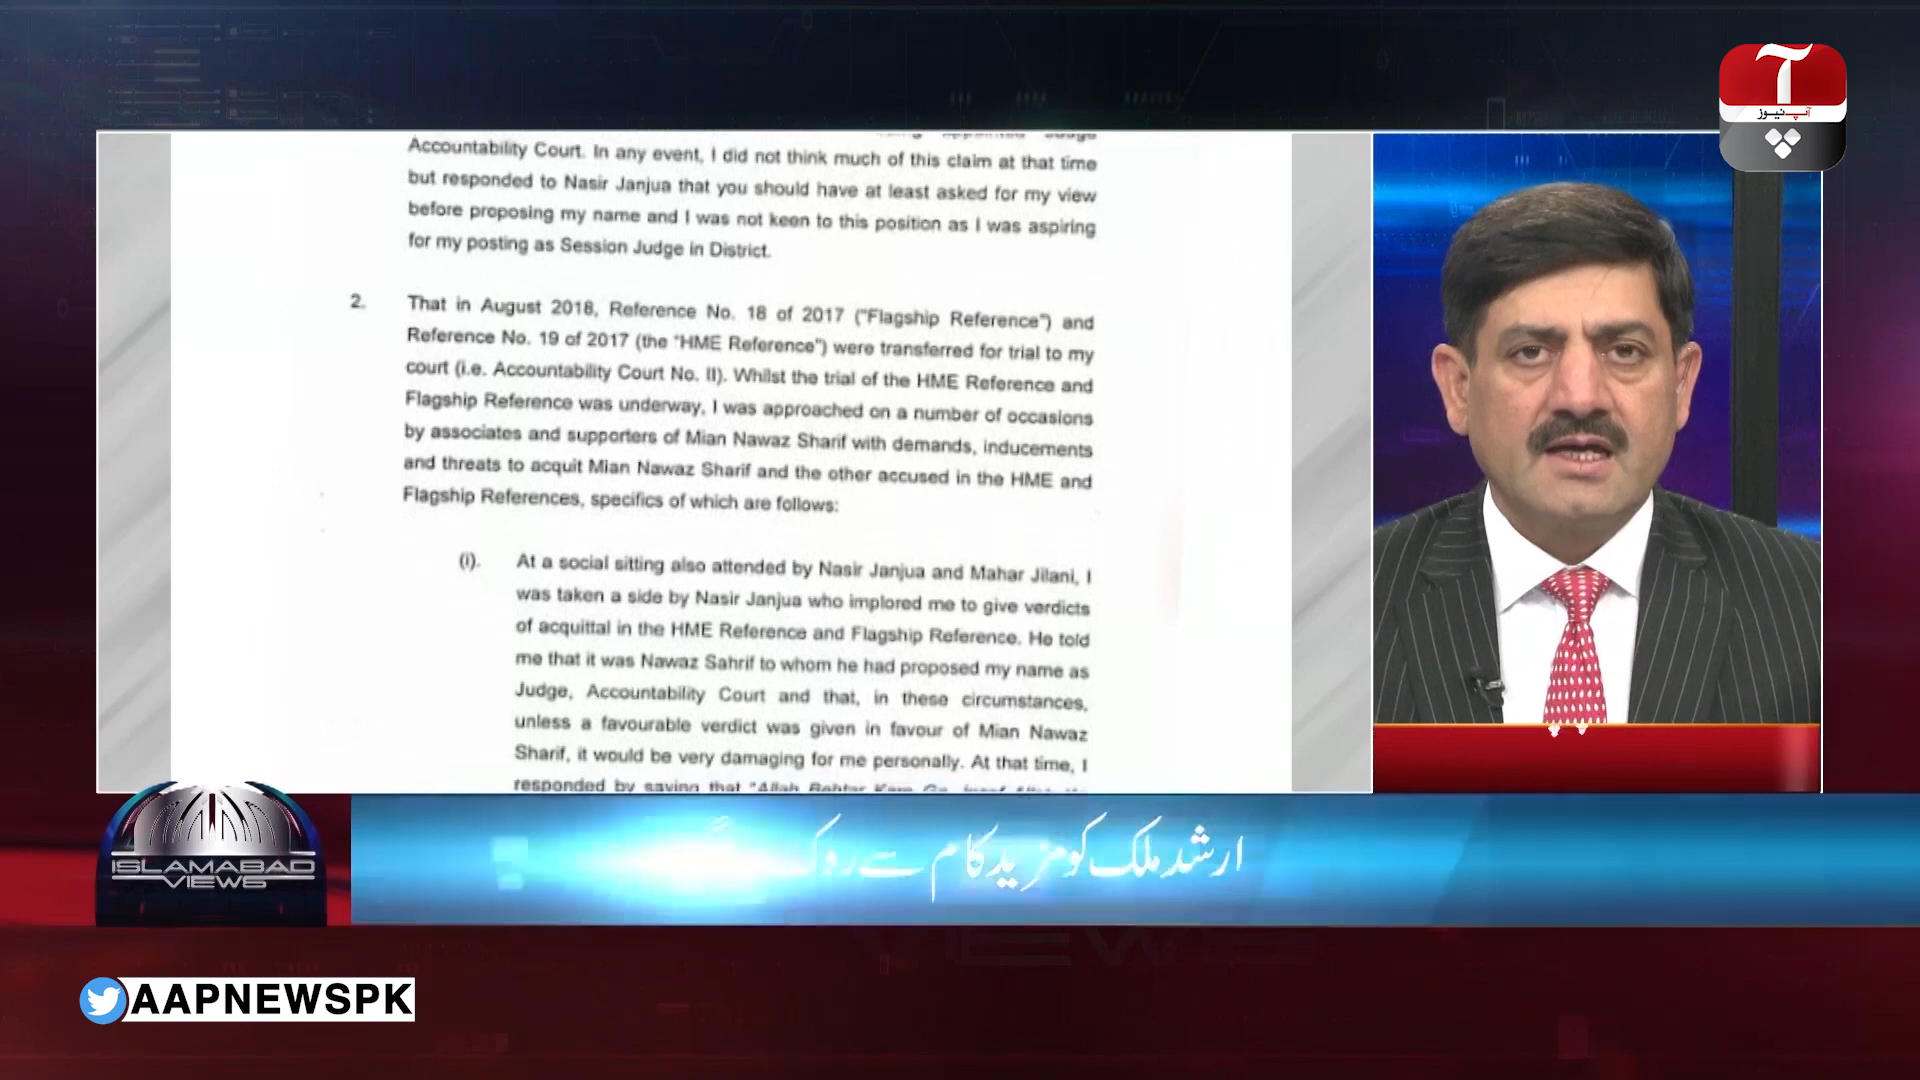 آپ نیوز
Accountability Court. In any event, I did not think much of this claim at that time
but responded to Nasir Janjua that you should have at least asked for my view
before proposing my name and I was not keen to this position as I was aspiring
for my posting as Session Judge in District.
2. That in August 2018, Reference No. 18 of 2017 ("Flagship Reference") and
Reference No. 19 of 2017 (the "HME Reference") were transferred for trial to my
court (i.e. Accountability Court No. II). Whilst the trial of the HME Reference and
Flagship Reference was underway, I was approached on a number of occasions
by associates and supporters of Mian Nawaz Sharif with demands, inducements
and threats to acquit Mian Nawaz Sharif and the other accused in the HME and
Flagship References, specifics of which are follows:
(i). At a social sitting also attended by Nasir Janjua and Mahar Jilani, I
was taken a side by Nasir Janjua who implored me to give verdicts
of acquittal in the HME Reference and Flagship Reference. He told
me that it was Nawaz Sahrif to whom he had proposed my name as
Judge, Accountability Court and that, in these circumstances,
unless a favourable verdict was given in favour of Mian Nawaz
Sharif, it would be very damaging for me personally. At that time, I
responded by saying that "Allah
ISLAMABAD
VIEWS
ارشد ملک کو مزید کام سے روک
AAPNEWSPK